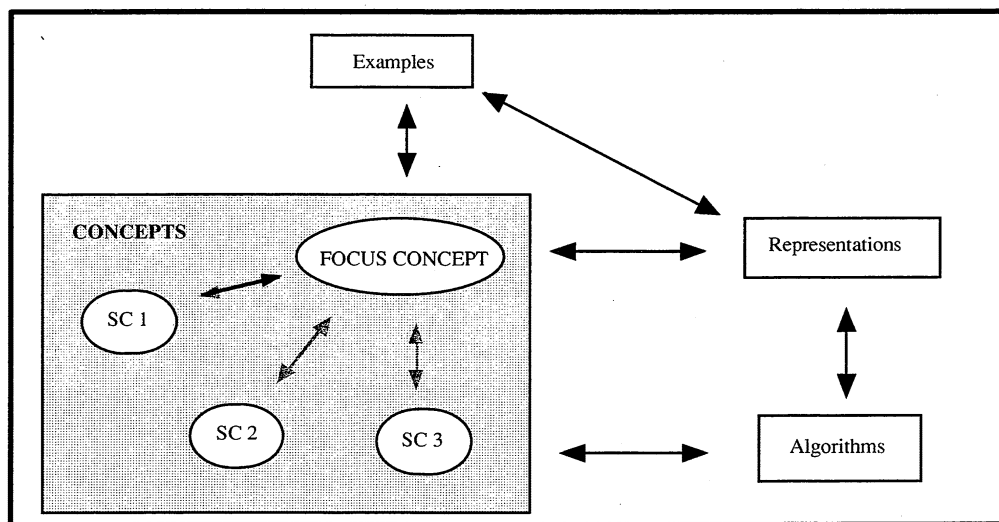 Examples
CONCEPTS
FOCUS CONCEPT
Representations
SC 1
SC 2
SC 3
Algorithms